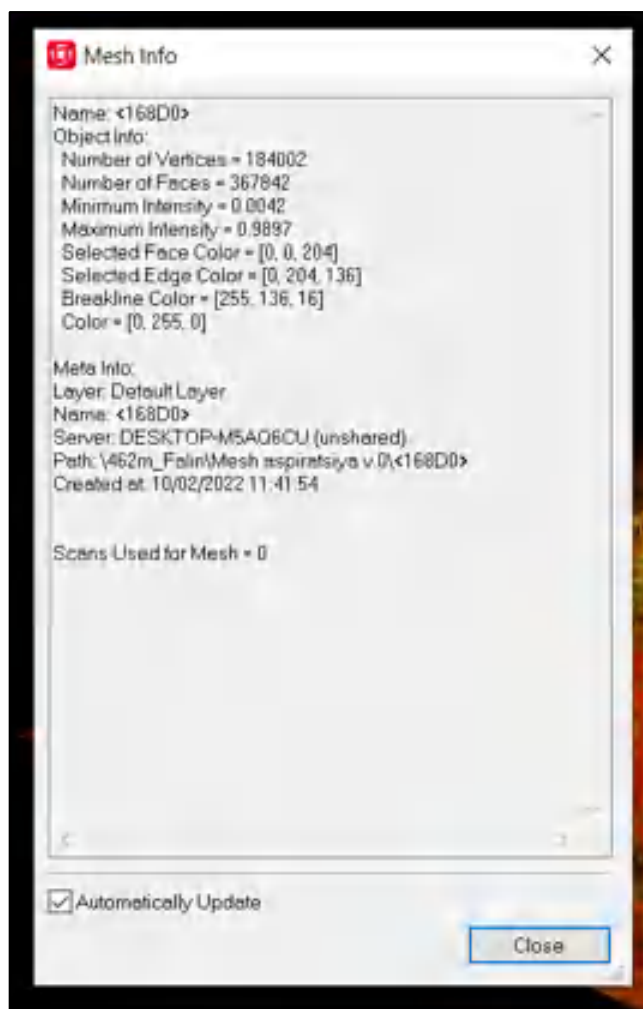 Mesh Info
Name: <168D0>
Object Info:
Number of Vertices = 184002
Number of Faces = 367842
Minimum Intensity = 0.0042
Maximum Intensity = 0.9897
Selected Face Color = [0, 0, 204]
Selected Edge Color = [0, 204, 136]
Breakline Color = [255, 136, 16]
Color = [0, 255, 0]
Meta Info:
Layer: Default Layer
Name: <168D0>
Server: DESKTOP-M5AO6CU (unshared)
Path: \462m_Falin\Mesh aspiratsiya v.0\<168D0>
Created at: 10/02/2022 11:41:54
Scans Used for Mesh = 0
Automatically Update
Close